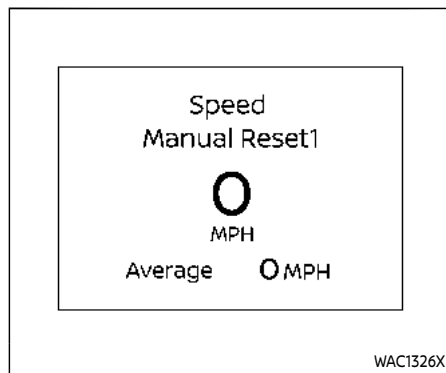 Speed
Manual Reset1
0
MPH
Average 0 MPH
WAC1326X